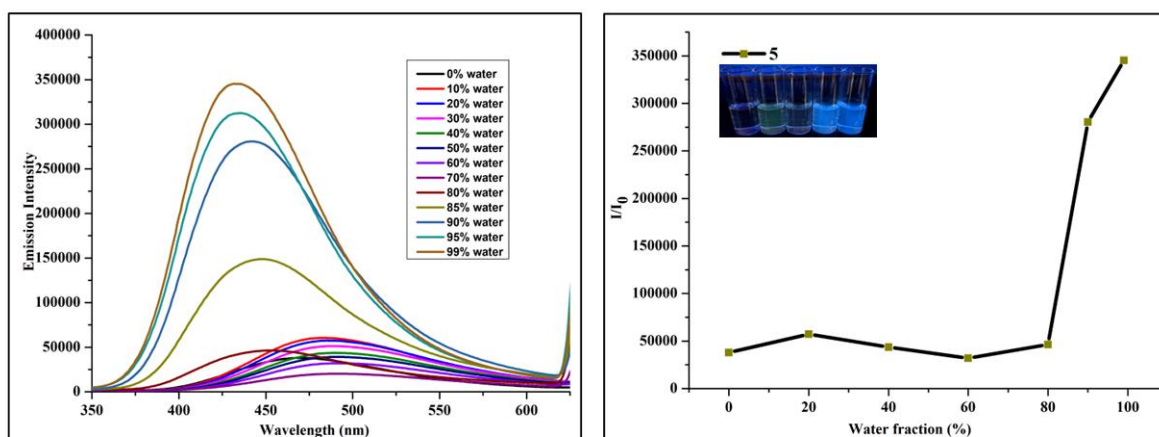 400000
350000
300000
250000
200000
150000
100000
50000
0
Emission Intensity
350
400
450
500
550
600
Wavelength (nm)
0% water
10% water
20% water
30% water
40% water
50% water
60% water
70% water
80% water
85% water
90% water
95% water
99% water
350000
300000
250000
200000
150000
100000
50000
0
I/I0
0
20
40
60
80
100
Water fraction (%)
5